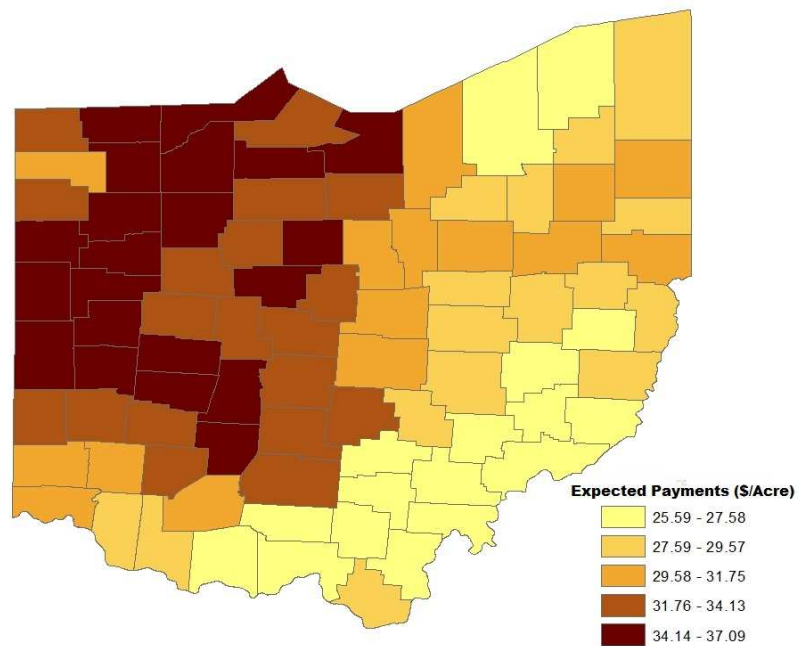 Expected Payments ($/Acre)
25.59 - 27.58
27.59 - 29.57
29.58 - 31.75
31.76 - 34.13
34.14 - 37.09